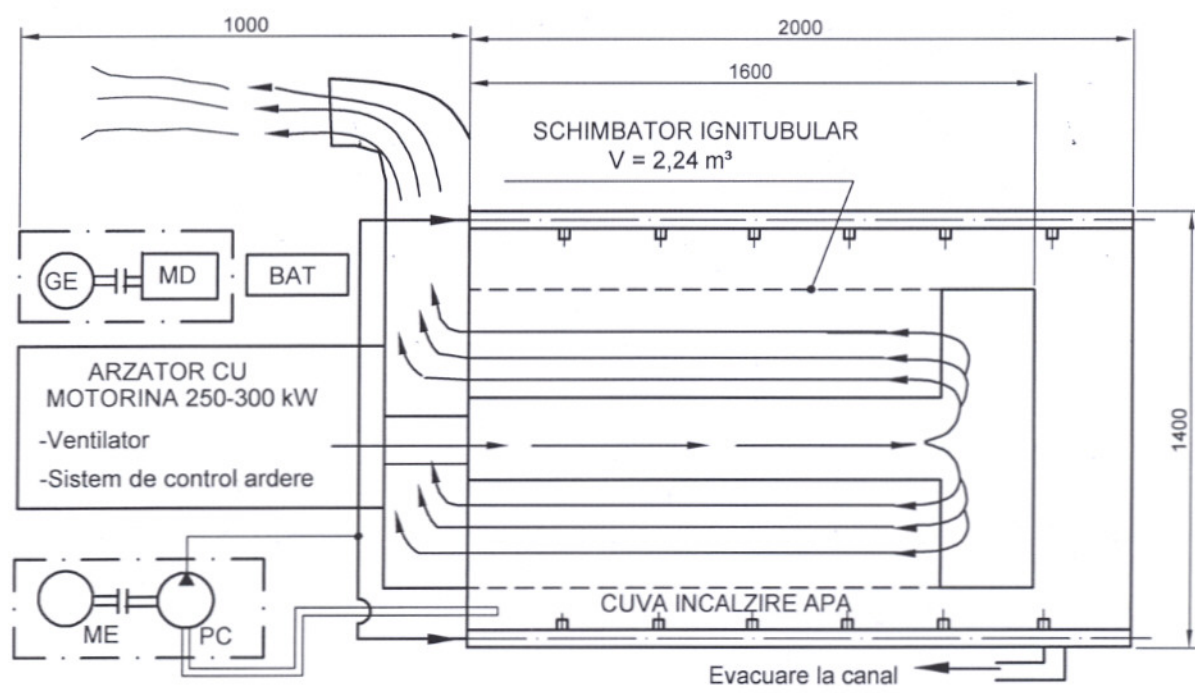 1000
2000
1600
SCHIMBATOR IGNITUBULAR
V = 2,24 m³
GE
MD
BAT
ARZATOR CU
MOTORINA 250-300 kW
-Ventilator
-Sistem de control ardere
1400
ME
PC
CUVA INCALZIRE APA
Evacuare la canal